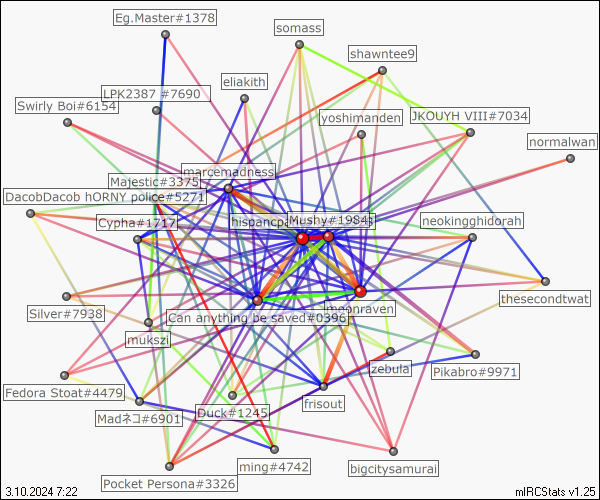 Eg.Master#1378
somass
shawntee9
eliakith
LPK2387 #7690
Swirly Boi#6154
yoshimanden
JKOUYH VIII#7034
normalwan
marcemadness
Majestic#3375
DacobDacob hORNY police#5271
Cypha#1717
hispancpa
Mushy#1984
neokingghidorah
thesecondtwat
Silver#7938
Can anything be saved#0396
onraven
mukszi
zebula
Pikabro#9971
Fedora Stoat#4479
Duck#1245
frisout
Madネコ#6901
ming#4742
bigcitysamurai
Pocket Persona#3326
3.10.2024 7:22
mIRCStats v1.25